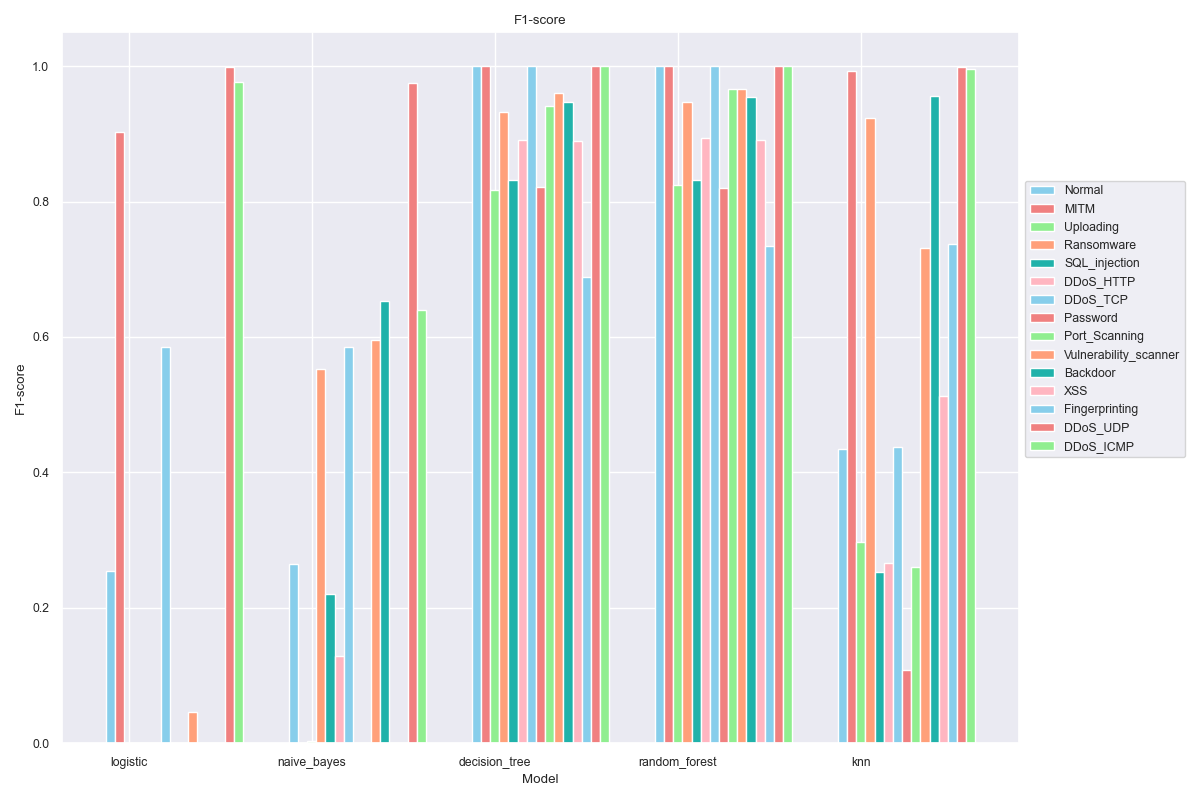 F1-score
1.0
0.8
0.6
0.4
0.2
0.0
F1-score
logistic
naive_bayes
decision_tree
random_forest
knn
Model
Normal
MITM
Uploading
Ransomware
SQL_injection
DDoS_HTTP
DDoS_TCP
Password
Port_Scanning
Vulnerability_scanner
Backdoor
XSS
Fingerprinting
DDoS_UDP
DDoS_ICMP